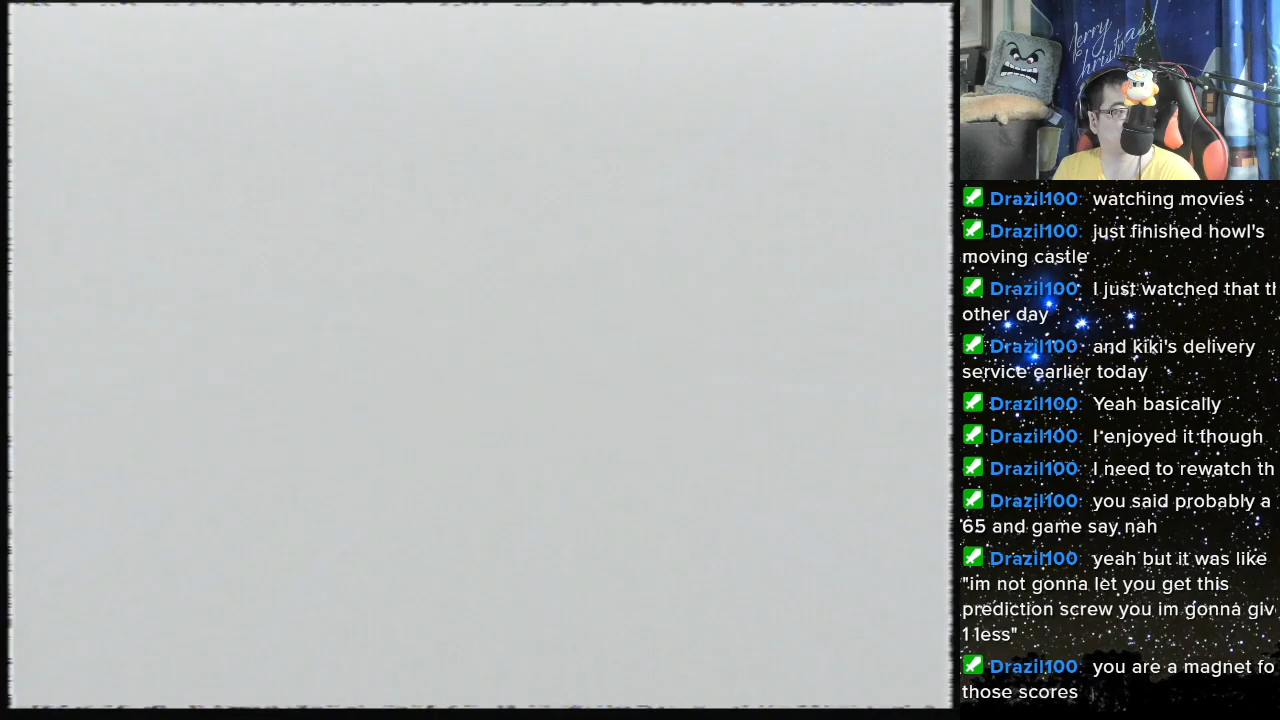 Merry
Christmas!
Drazil100: watching movies
Drazil100: just finished howl's
moving castle
Drazil100: I just watched that th
other day
Drazil100: and kiki's delivery
service earlier today
Drazil100: Yeah basically
Drazil100: I enjoyed it though
Drazil100: I need to rewatch th
Drazil100: you said probably a
65 and game say nah
Drazil100: yeah but it was like
"im not gonna let you get this
prediction screw you im gonna giv
1 less"
Drazil100: you are a magnet fo
those scores